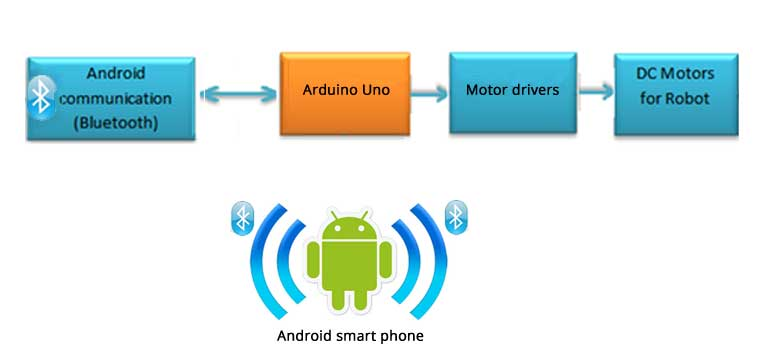 Android
communication
(Bluetooth)
Arduino Uno
Motor drivers
DC Motors
for Robot
Android smart phone